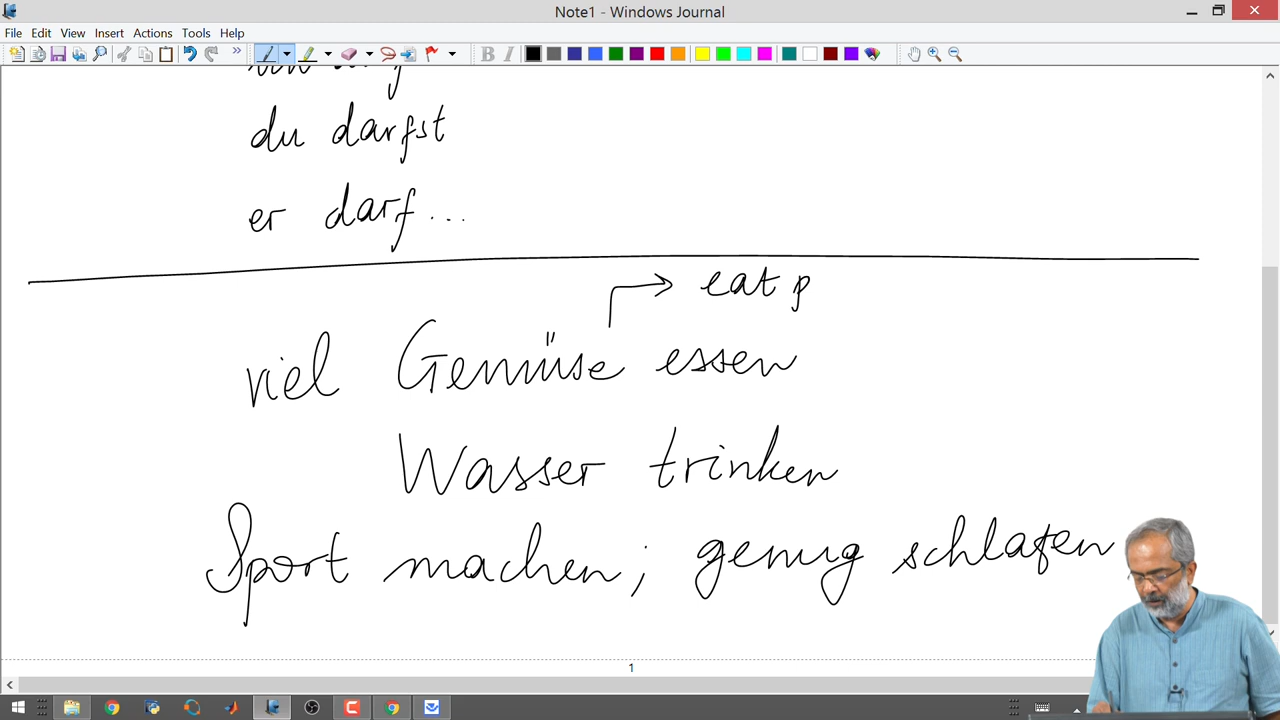 Note1 - Windows Journal
File Edit View Insert Actions Tools Help
du darfst
er darf...
eat p
viel Gemüse essen
Wasser trinken
Sport machen; genug schlafen
1